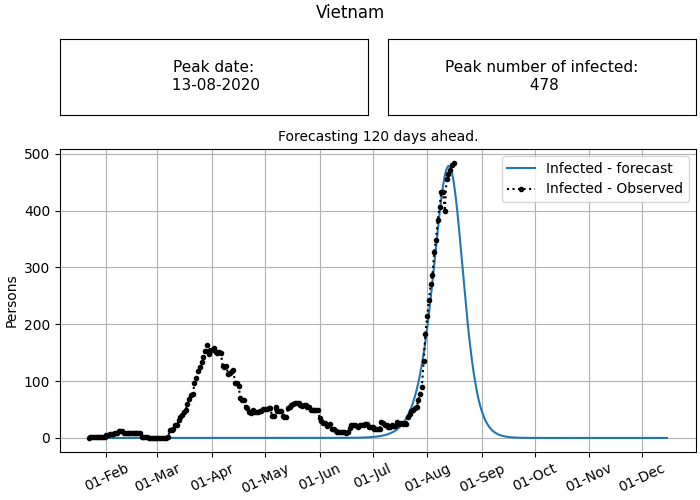 Vietnam
Peak date:
13-08-2020
Peak number of infected:
478
Forecasting 120 days ahead.
500
400
300
200
100
0
Persons
Infected - forecast
Infected - Observed
01-Feb
01-Mar
01-Apr
01-May
01-Jun
01-Jul
01-Aug
01-Sep
01-Oct
01-Nov
01-Dec